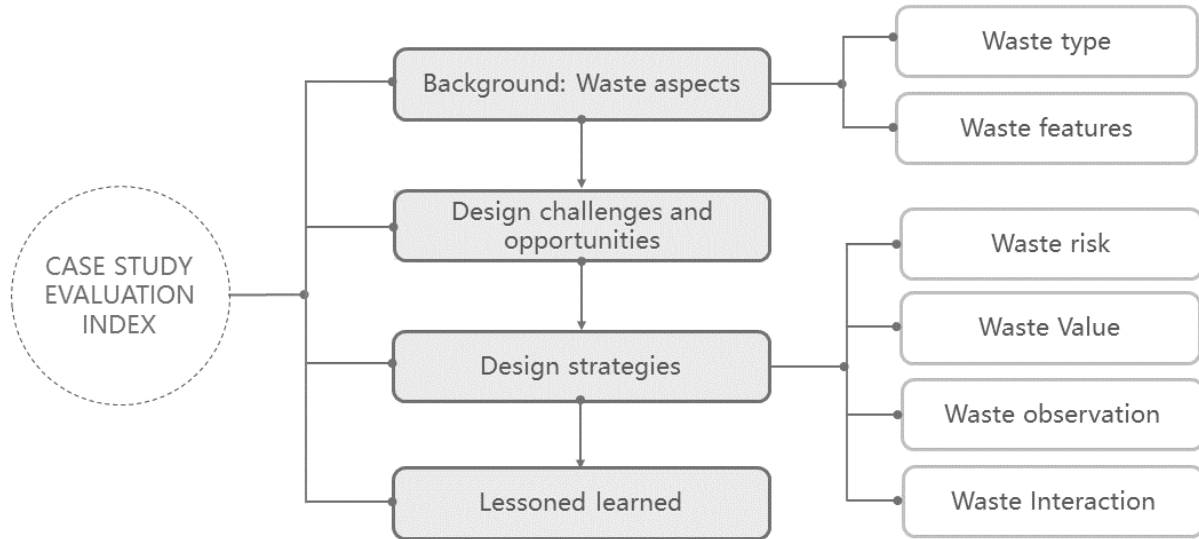 CASE STUDY
EVALUATION
INDEX
Background: Waste aspects
Design challenges and
opportunities
Design strategies
Lessoned learned
Waste type
Waste features
Waste risk
Waste Value
Waste observation
Waste Interaction